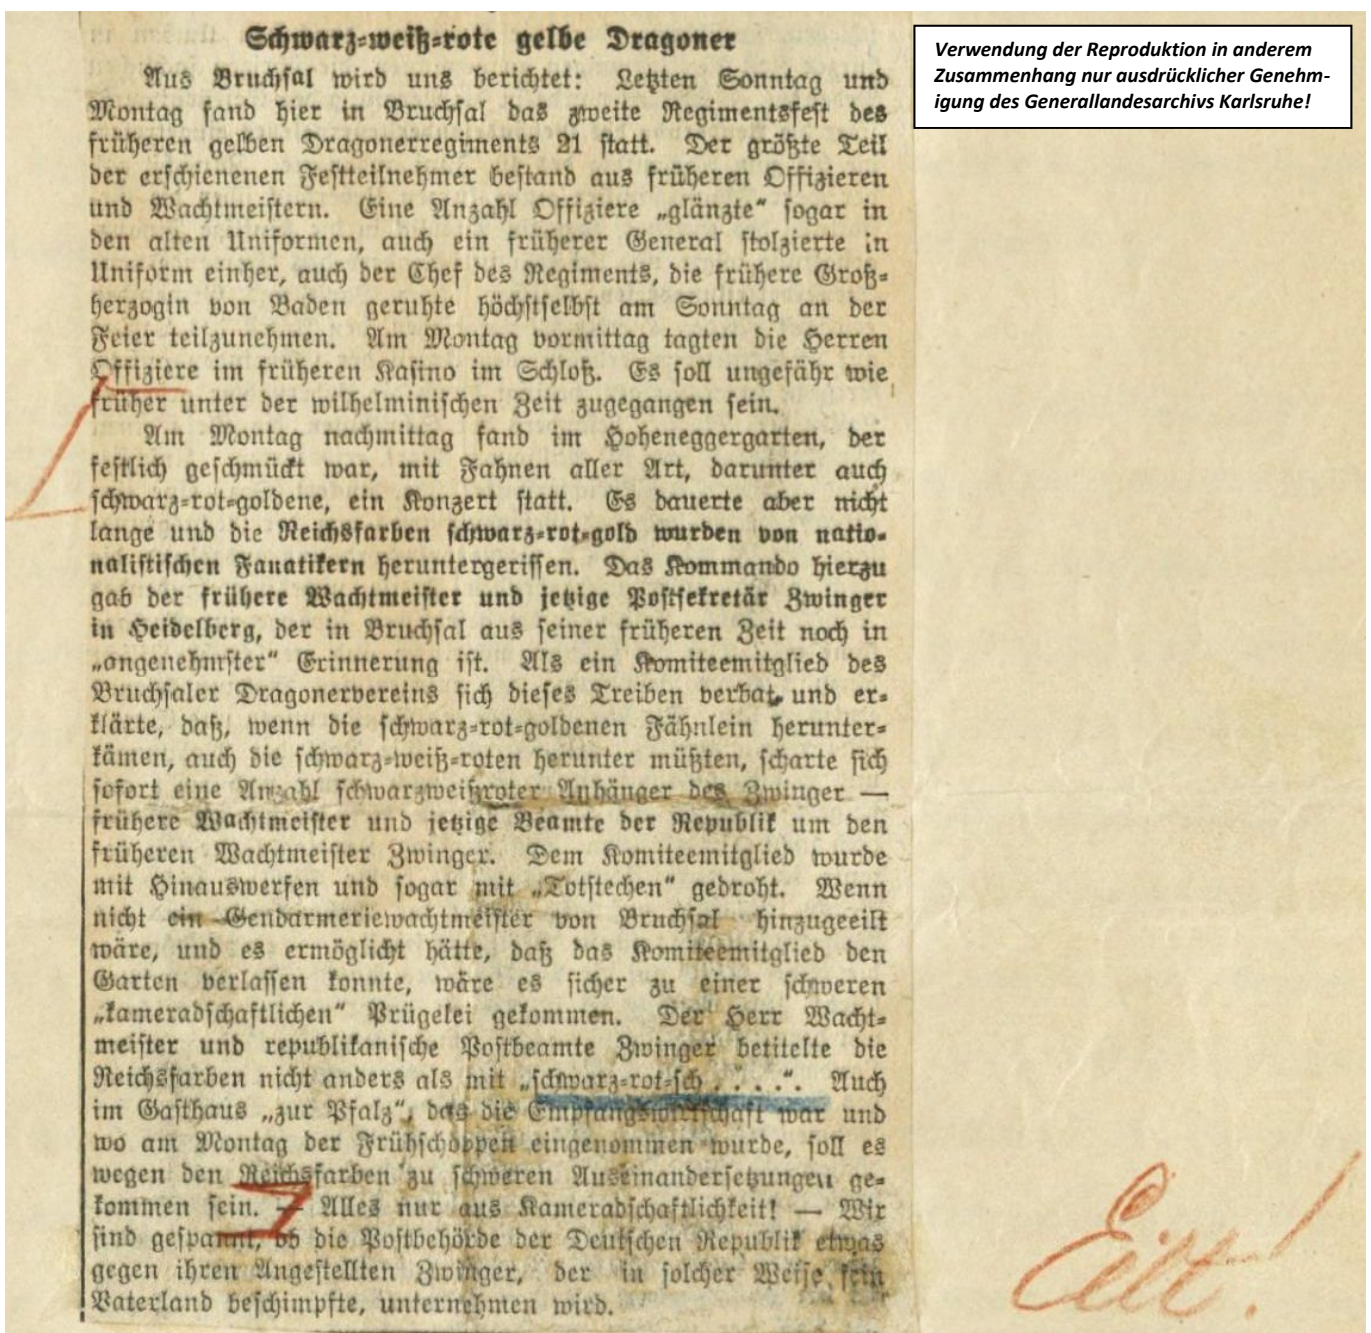 Schwarz-weiß-rote gelbe Dragoner
Aus Bruchsal wird uns berichtet: Letzten Sonntag und
Montag fand hier in Bruchsal das zweite Regimentsfest des
früheren gelben Dragonerregiments 21 statt. Der größte Teil
der erschienenen Festteilnehmer bestand aus früheren Offizieren
und Wachtmeistern. Eine Anzahl Offiziere „glänzte“ sogar in
den alten Uniformen, auch ein früherer General stolzierte in
Uniform einher, auch der Chef des Regiments, die frühere Groß-
herzogin von Baden geruhte höchstselbst am Sonntag an der
Feier teilzunehmen. Am Montag vormittag tagten die Herren
Offiziere im früheren Kasino im Schloß. Es soll ungefähr wie
früher unter der wilhelminischen Zeit zugegangen sein.
Am Montag nachmittag fand im Hoheneggergarten, der
festlich geschmückt war, mit Fahnen aller Art, darunter auch
schwarz-rot-goldene, ein Konzert statt. Es dauerte aber nicht
lange und die Reichsfarben schwarz-rot-gold wurden von natio-
nalistischen Fanatikern heruntergerissen. Das Kommando hierzu
gab der frühere Wachtmeister und jetzige Postsekretär Zwinger
in Heidelberg, der in Bruchsal aus seiner früheren Zeit noch in
„angenehmster“ Erinnerung ist. Als ein Komiteemitglied des
Bruchsaler Dragonervereins sich dieses Treiben verbat und er-
klärte, daß, wenn die schwarz-rot-goldenen Fähnlein herunter-
kämen, auch die schwarz-weiß-roten herunter müßten, scharte sich
sofort eine Anzahl schwarzweißroter Anhänger des Zwinger —
frühere Wachtmeister und jetzige Beamte der Republik um den
früheren Wachtmeister Zwinger. Dem Komiteemitglied wurde
mit Hinauswerfen und sogar mit „Totstechen“ gedroht. Wenn
nicht ein Gendarmeriewachtmeister von Bruchsal hinzugeeilt
wäre, und es ermöglicht hätte, daß das Komiteemitglied den
Garten verlassen konnte, wäre es sicher zu einer schweren
„kameradschaftlichen“ Prügelei gekommen. Der Herr Wacht-
meister und republikanische Postbeamte Zwinger betitelte die
Reichsfarben nicht anders als mit „schwarz-rot-sch . . . .“. Auch
im Gasthaus „zur Pfalz“, das die Empfangswirtschaft war und
wo am Montag der Frühschoppen eingenommen wurde, soll es
wegen den Reichsfarben zu schweren Auseinandersetzungen ge-
kommen sein. — Alles nur aus Kameradschaftlichkeit! — Wir
sind gespannt, ob die Postbehörde der Deutschen Republik etwas
gegen ihren Angestellten Zwinger, der in solcher Weise sein
Vaterland beschimpfte, unternehmen wird.
Verwendung der Reproduktion in anderem
Zusammenhang nur ausdrücklicher Genehm-
igung des Generallandesarchivs Karlsruhe!
Eilt!